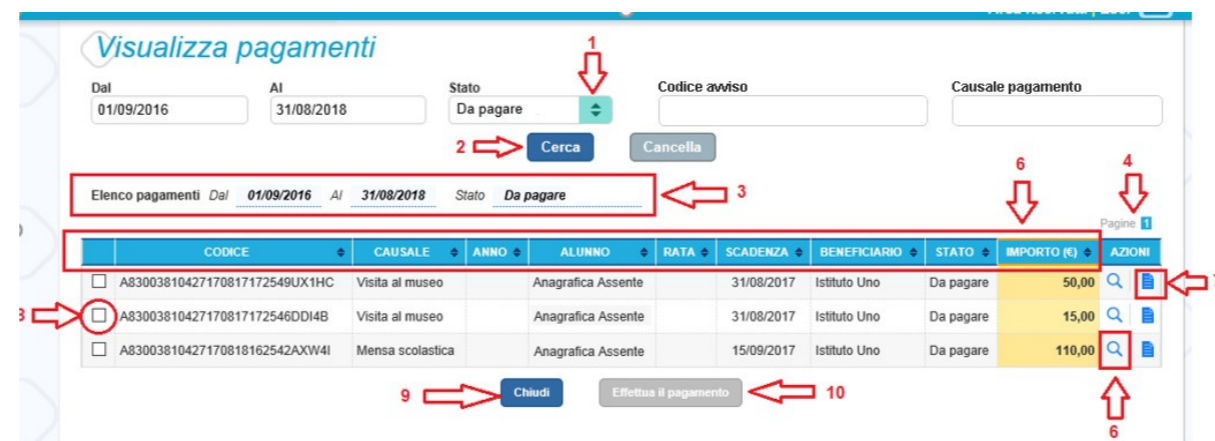 Visualizza pagamenti
1
Dal Al Stato Codice avviso Causale pagamento
01/09/2016 31/08/2018 Da pagare
2 Cerca Cancella
6 4
Elenco pagamenti Dal 01/09/2016 Al 31/08/2018 Stato Da pagare 3
Pagine 1
CODICE CAUSALE ANNO ALUNNO RATA SCADENZA BENEFICIARIO STATO IMPORTO (€) AZIONI
A83003810427170817172549UX1HC Visita al museo Anagrafica Assente 31/08/2017 Istituto Uno Da pagare 50,00
A83003810427170817172546DDI4B Visita al museo Anagrafica Assente 31/08/2017 Istituto Uno Da pagare 15,00
A83003810427170818162542AXW4I Mensa scolastica Anagrafica Assente 15/09/2017 Istituto Uno Da pagare 110,00
9 Chiudi Effettua il pagamento 10
6